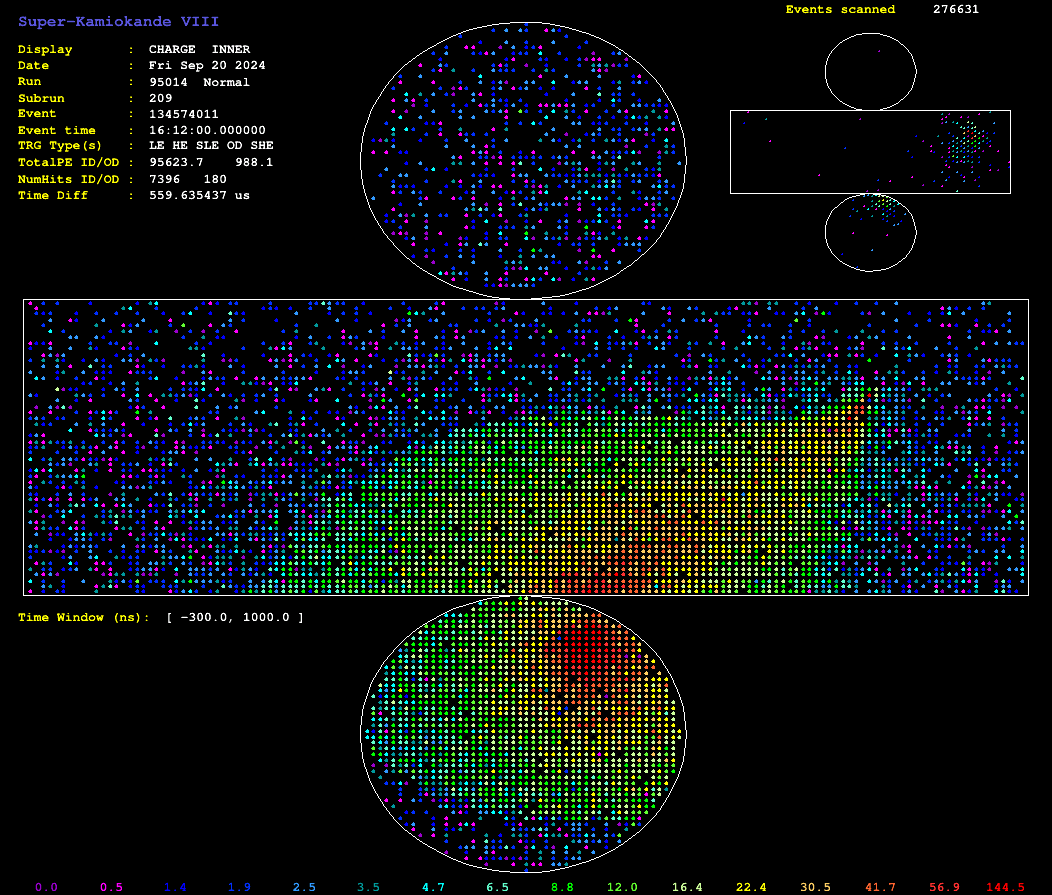 Super-Kamiokande VIII
Events scanned 276631
Display : CHARGE INNER
Date : Fri Sep 20 2024
Run : 95014 Normal
Subrun : 209
Event : 134574011
Event time : 16:12:00.000000
TRG Type(s) : LE HE SLE OD SHE
TotalPE ID/OD : 95623.7 988.1
NumHits ID/OD : 7396 180
Time Diff : 559.635437 us
Time Window (ns): [ -300.0, 1000.0 ]
0.0 0.5 1.4 1.9 2.5 3.5 4.7 6.5 8.8 12.0 16.4 22.4 30.5 41.7 56.9 144.5